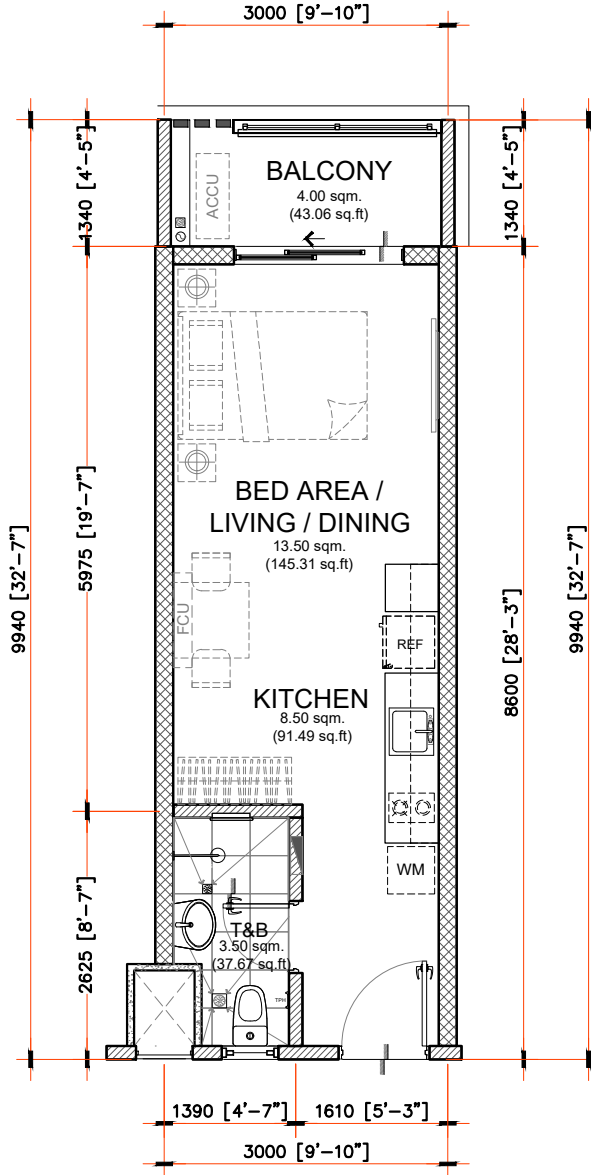 3000 [9'-10"]
1340 [4'-5"]
1340 [4'-5"]
ACCU
BALCONY
4.00 sqm.
(43.06 sq.ft)
BED AREA /
LIVING / DINING
13.50 sqm.
(145.31 sq.ft)
9940 [32'-7"]
5975 [19'-7"]
FCU
REF
8600 [28'-3"]
9940 [32'-7"]
KITCHEN
8.50 sqm.
(91.49 sq.ft)
WM
2625 [8'-7"]
T&B
3.50 sqm.
(37.67 sq.ft)
TPH
1390 [4'-7"]
1610 [5'-3"]
3000 [9'-10"]